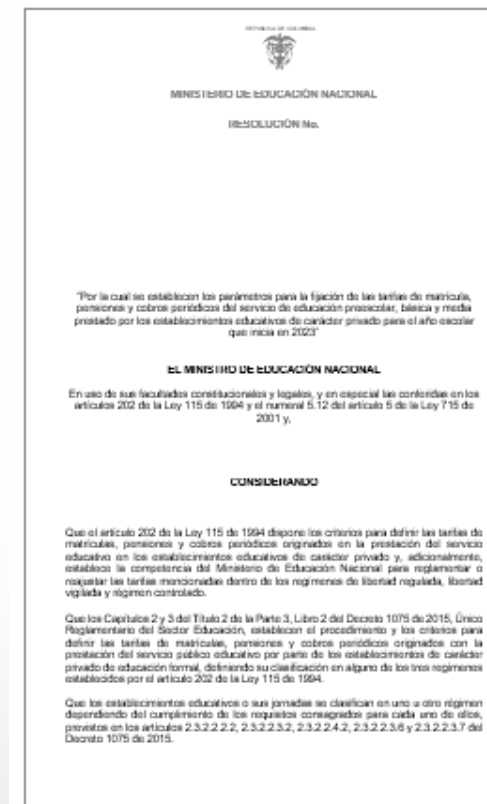 REPÚBLICA DE COLOMBIA
MINISTERIO DE EDUCACIÓN NACIONAL
RESOLUCIÓN No.
"Por la cual se establecen los parámetros para la fijación de las tarifas de matrícula,
pensiones y cobros periódicos del servicio de educación preescolar, básica y media
prestado por los establecimientos educativos de carácter privado para el año escolar
que inicia en 2023"
EL MINISTRO DE EDUCACIÓN NACIONAL
En uso de sus facultades constitucionales y legales, y en especial las conferidas en los
artículos 202 de la Ley 115 de 1994 y el numeral 5.12 del artículo 5 de la Ley 715 de
2001 y,
CONSIDERANDO
Que el artículo 202 de la Ley 115 de 1994 dispone los criterios para definir las tarifas de
matrículas, pensiones y cobros periódicos originados en la prestación del servicio
educativo en los establecimientos educativos de carácter privado y, adicionalmente,
establece la competencia del Ministerio de Educación Nacional para reglamentar o
reajustar las tarifas mencionadas dentro de los regímenes de libertad regulada, libertad
vigilada y régimen controlado.
Que los Capítulos 2 y 3 del Título 2 de la Parte 3, Libro 2 del Decreto 1075 de 2015, Único
Reglamentario del Sector Educación, establecen el procedimiento y los criterios para
definir las tarifas de matrículas, pensiones y cobros periódicos originados con la
prestación del servicio público educativo por parte de los establecimientos de carácter
privado de educación formal, definiendo su clasificación en alguno de los tres regímenes
establecidos por el artículo 202 de la Ley 115 de 1994.
Que los establecimientos educativos o sus jornadas se clasifican en uno u otro régimen
dependiendo del cumplimiento de los requisitos consagrados para cada uno de ellos,
previstos en los artículos 2.3.2.2.2.2, 2.3.2.2.3.2, 2.3.2.2.4.2, 2.3.2.2.3.6 y 2.3.2.2.3.7 del
Decreto 1075 de 2015.